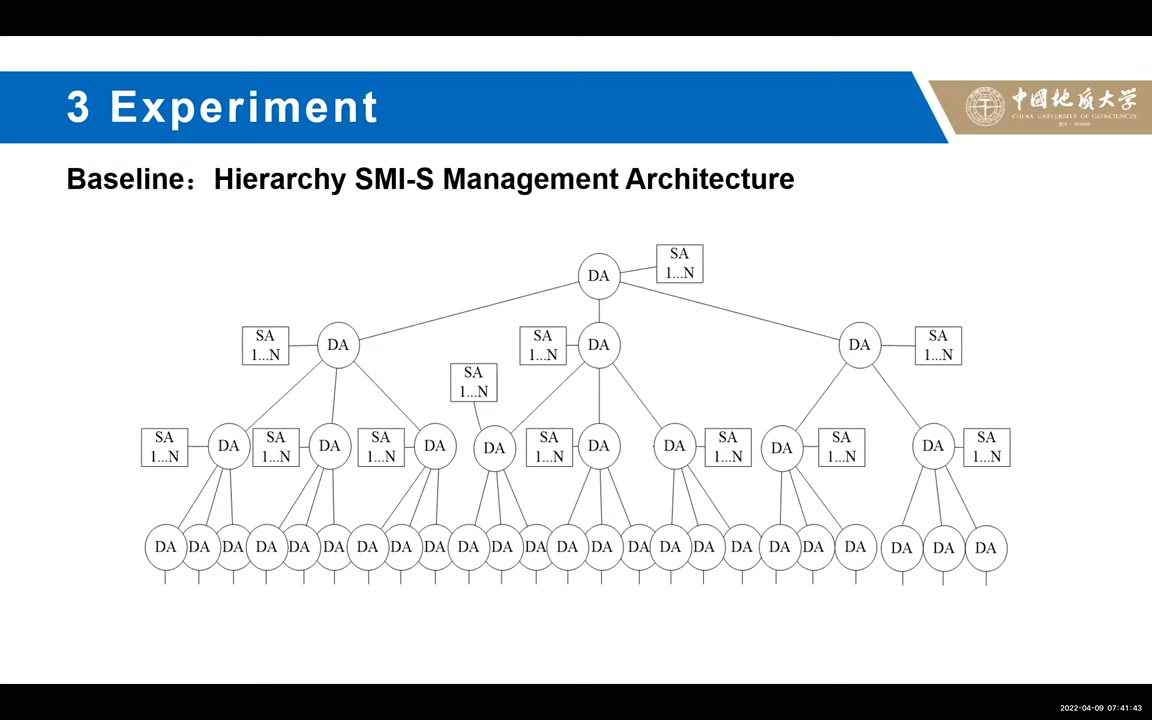 3 Experiment
中国地质大学
CHINA UNIVERSITY OF GEOSCIENCES
Baseline：Hierarchy SMI-S Management Architecture
SA
1...N
DA
SA
1...N
DA
SA
1...N
DA
DA
SA
1...N
SA
1...N
SA
1...N
DA
SA
1...N
DA
SA
1...N
DA
DA
SA
1...N
DA
DA
SA
1...N
DA
SA
1...N
DA
SA
1...N
DA DA DA DA DA DA DA DA DA DA DA DA DA DA DA DA DA DA DA DA DA DA DA DA
2022-04-09 07:41:43